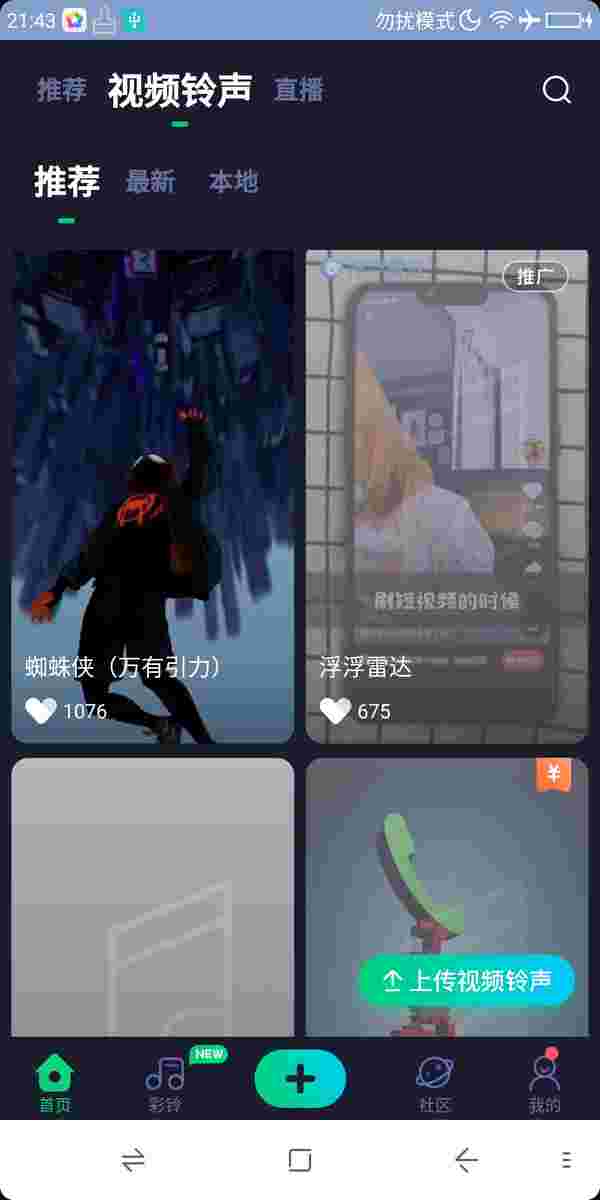 21:43 勿扰模式
推荐 视频铃声 直播
推荐 最新 本地
推广
刷短视频的时候
蜘蛛侠（万有引力） 浮浮雷达
1076 675
¥
上传视频铃声
NEW
首页 彩铃 社区 我的